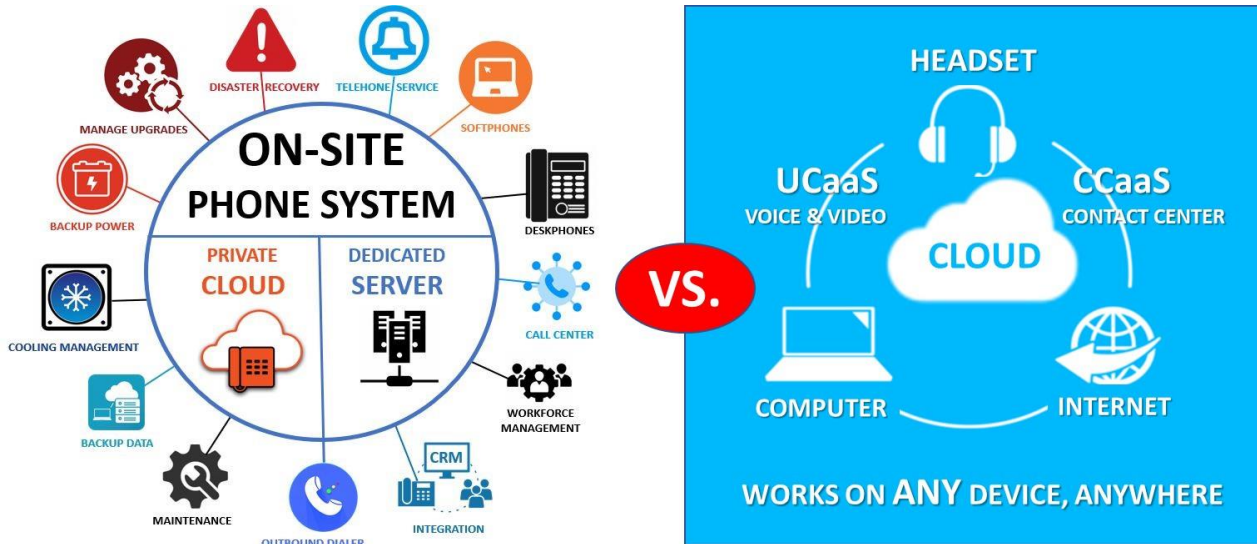 DISASTER RECOVERY
TELEHONE SERVICE
MANAGE UPGRADES
SOFTPHONES
ON-SITE
PHONE SYSTEM
BACKUP POWER
DESKPHONES
PRIVATE
CLOUD
DEDICATED
SERVER
COOLING MANAGEMENT
CALL CENTER
BACKUP DATA
WORKFORCE
MANAGEMENT
MAINTENANCE
CRM
INTEGRATION
OUTBOUND DIALER
VS.
HEADSET
UCaaS
VOICE & VIDEO
CCaaS
CONTACT CENTER
CLOUD
COMPUTER
INTERNET
WORKS ON ANY DEVICE, ANYWHERE